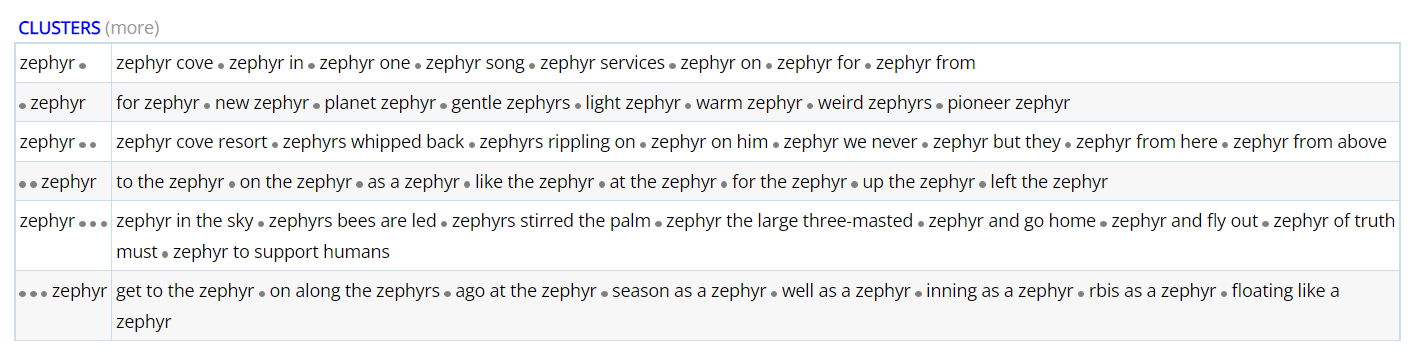 CLUSTERS (more)
zephyr • zephyr cove • zephyr in • zephyr one • zephyr song • zephyr services • zephyr on • zephyr for • zephyr from
• zephyr for zephyr • new zephyr • planet zephyr • gentle zephyrs • light zephyr • warm zephyr • weird zephyrs • pioneer zephyr
zephyr • • zephyr cove resort • zephyrs whipped back • zephyrs rippling on • zephyr on him • zephyr we never • zephyr but they • zephyr from here • zephyr from above
• • zephyr to the zephyr • on the zephyr • as a zephyr • like the zephyr • at the zephyr • for the zephyr • up the zephyr • left the zephyr
zephyr • • • zephyr in the sky • zephyrs bees are led • zephyrs stirred the palm • zephyr the large three-masted • zephyr and go home • zephyr and fly out • zephyr of truth
must • zephyr to support humans
• • • zephyr get to the zephyr • on along the zephyrs • ago at the zephyr • season as a zephyr • well as a zephyr • inning as a zephyr • rbis as a zephyr • floating like a
zephyr